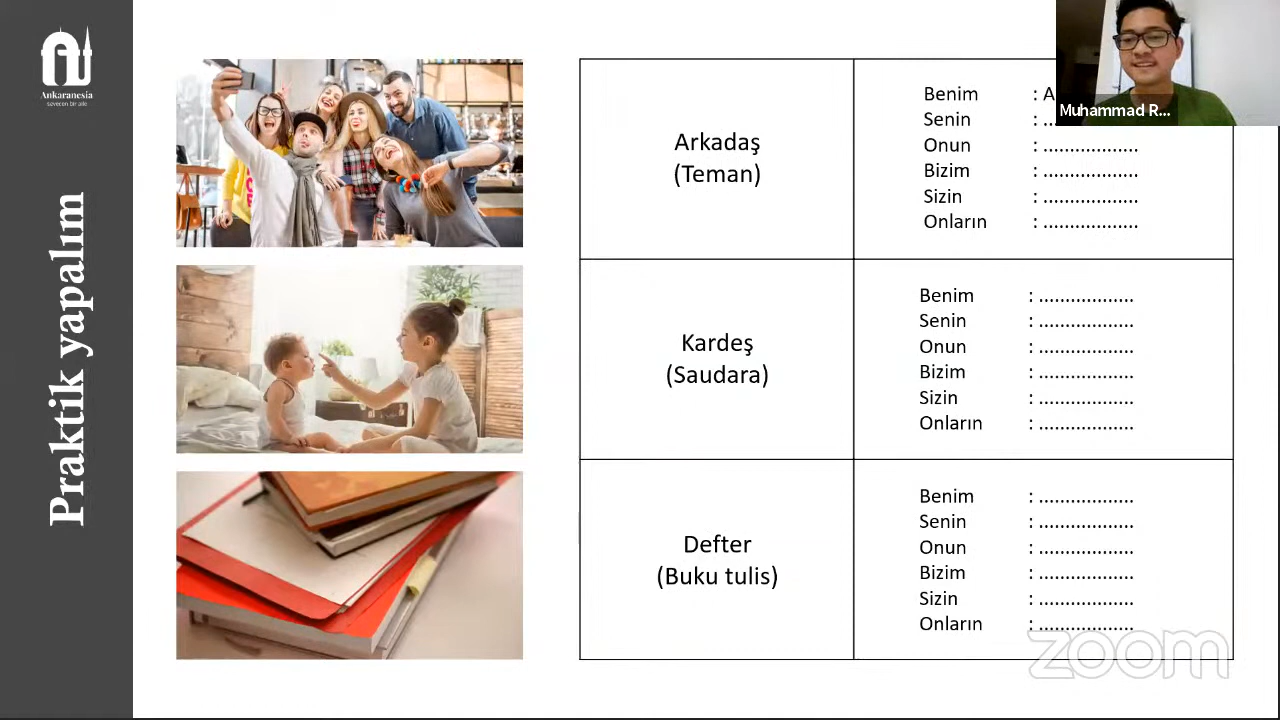 Ankaranesia
sevecen bir aile
Praktik yapalım
Arkadaş
(Teman)
Benim : A
Senin : ..
Onun : ..................
Bizim : ..................
Sizin : ..................
Onların : ..................
Kardeş
(Saudara)
Benim : ..................
Senin : ..................
Onun : ..................
Bizim : ..................
Sizin : ..................
Onların : ..................
Defter
(Buku tulis)
Benim : ..................
Senin : ..................
Onun : ..................
Bizim : ..................
Sizin : ..................
Onların : ..................
Muhammad R...
zoom